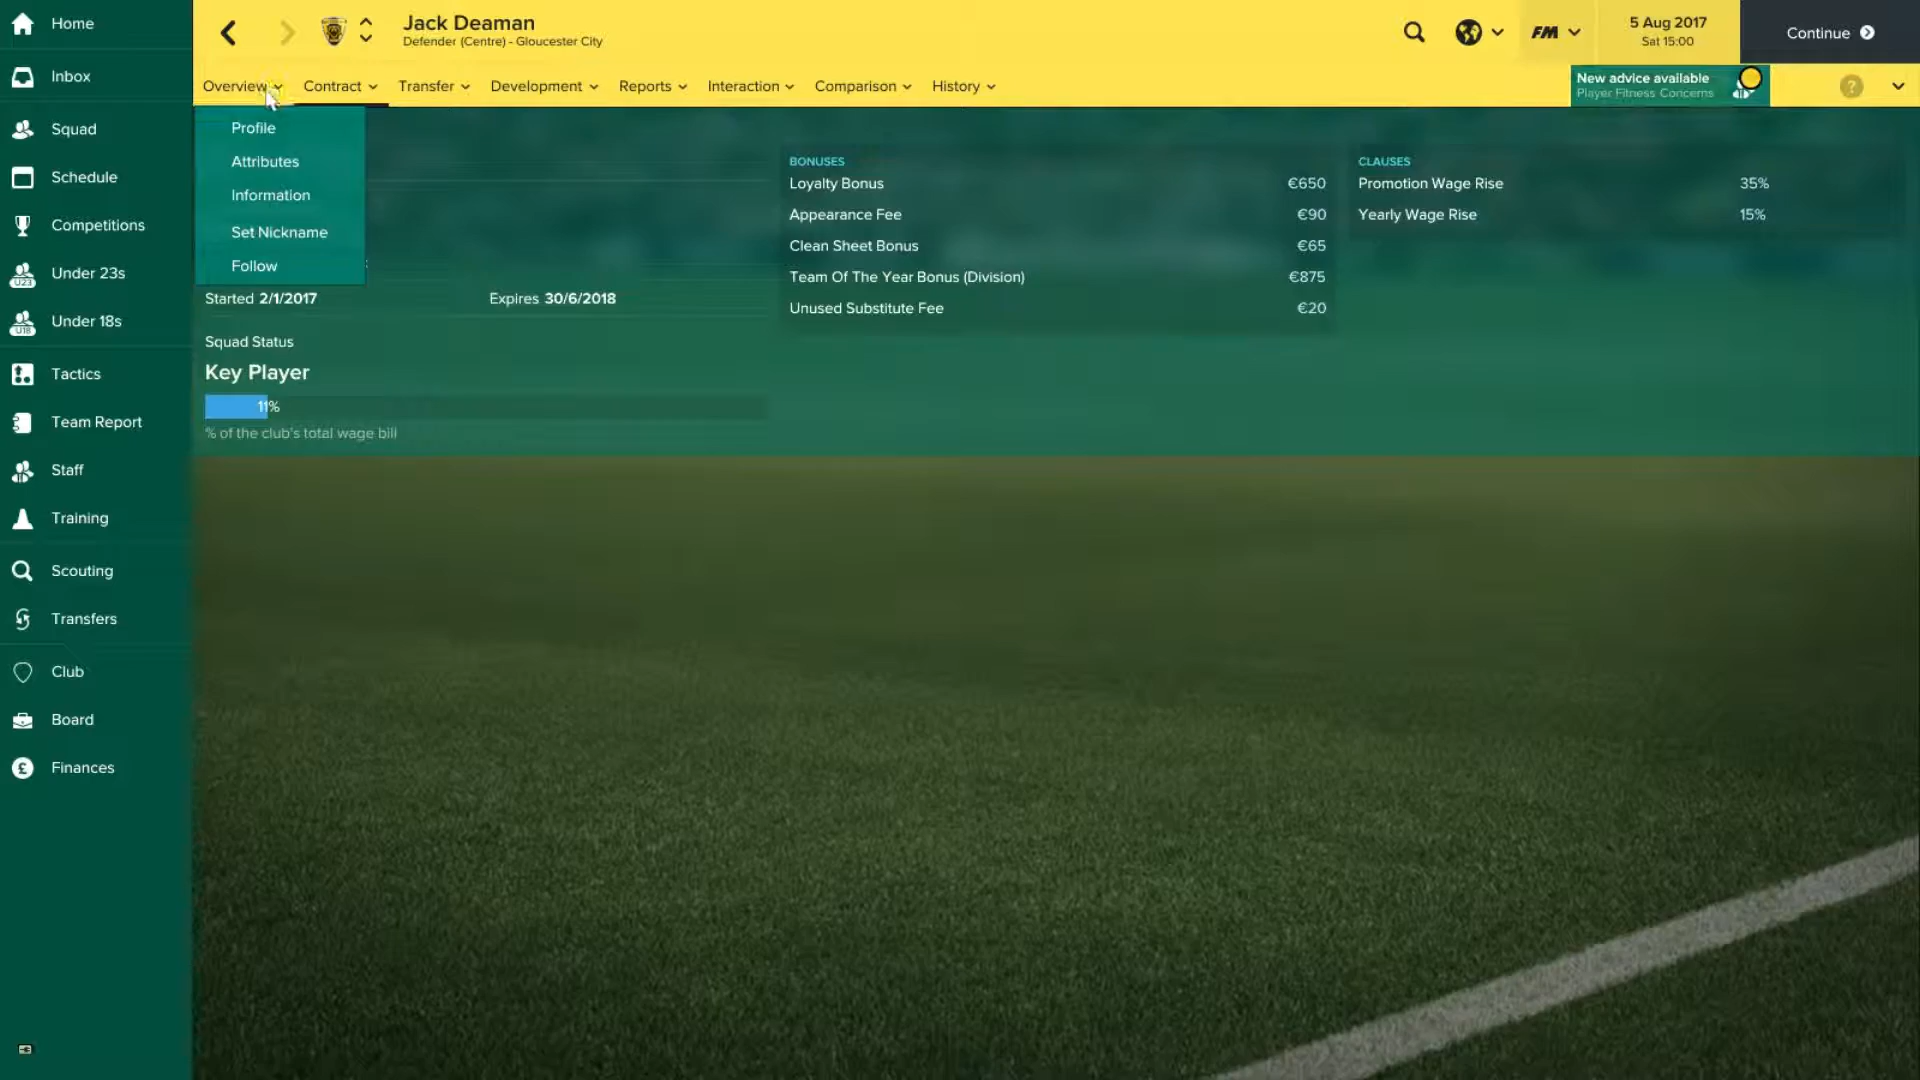 Home
Inbox
Squad
Schedule
Competitions
Under 23s
U23
Under 18s
U18
Tactics
Team Report
Staff
Training
Scouting
Transfers
Club
Board
Finances
Jack Deaman
Defender (Centre) - Gloucester City
FM
5 Aug 2017
Sat 15:00
Continue
Overview Contract Transfer Development Reports Interaction Comparison History
New advice available
Player Fitness Concerns
?
Profile
Attributes
Information
Set Nickname
Follow
Started 2/1/2017 Expires 30/6/2018
Squad Status
Key Player
11%
% of the club's total wage bill
BONUSES
Loyalty Bonus €650
Appearance Fee €90
Clean Sheet Bonus €65
Team Of The Year Bonus (Division) €875
Unused Substitute Fee €20
CLAUSES
Promotion Wage Rise 35%
Yearly Wage Rise 15%